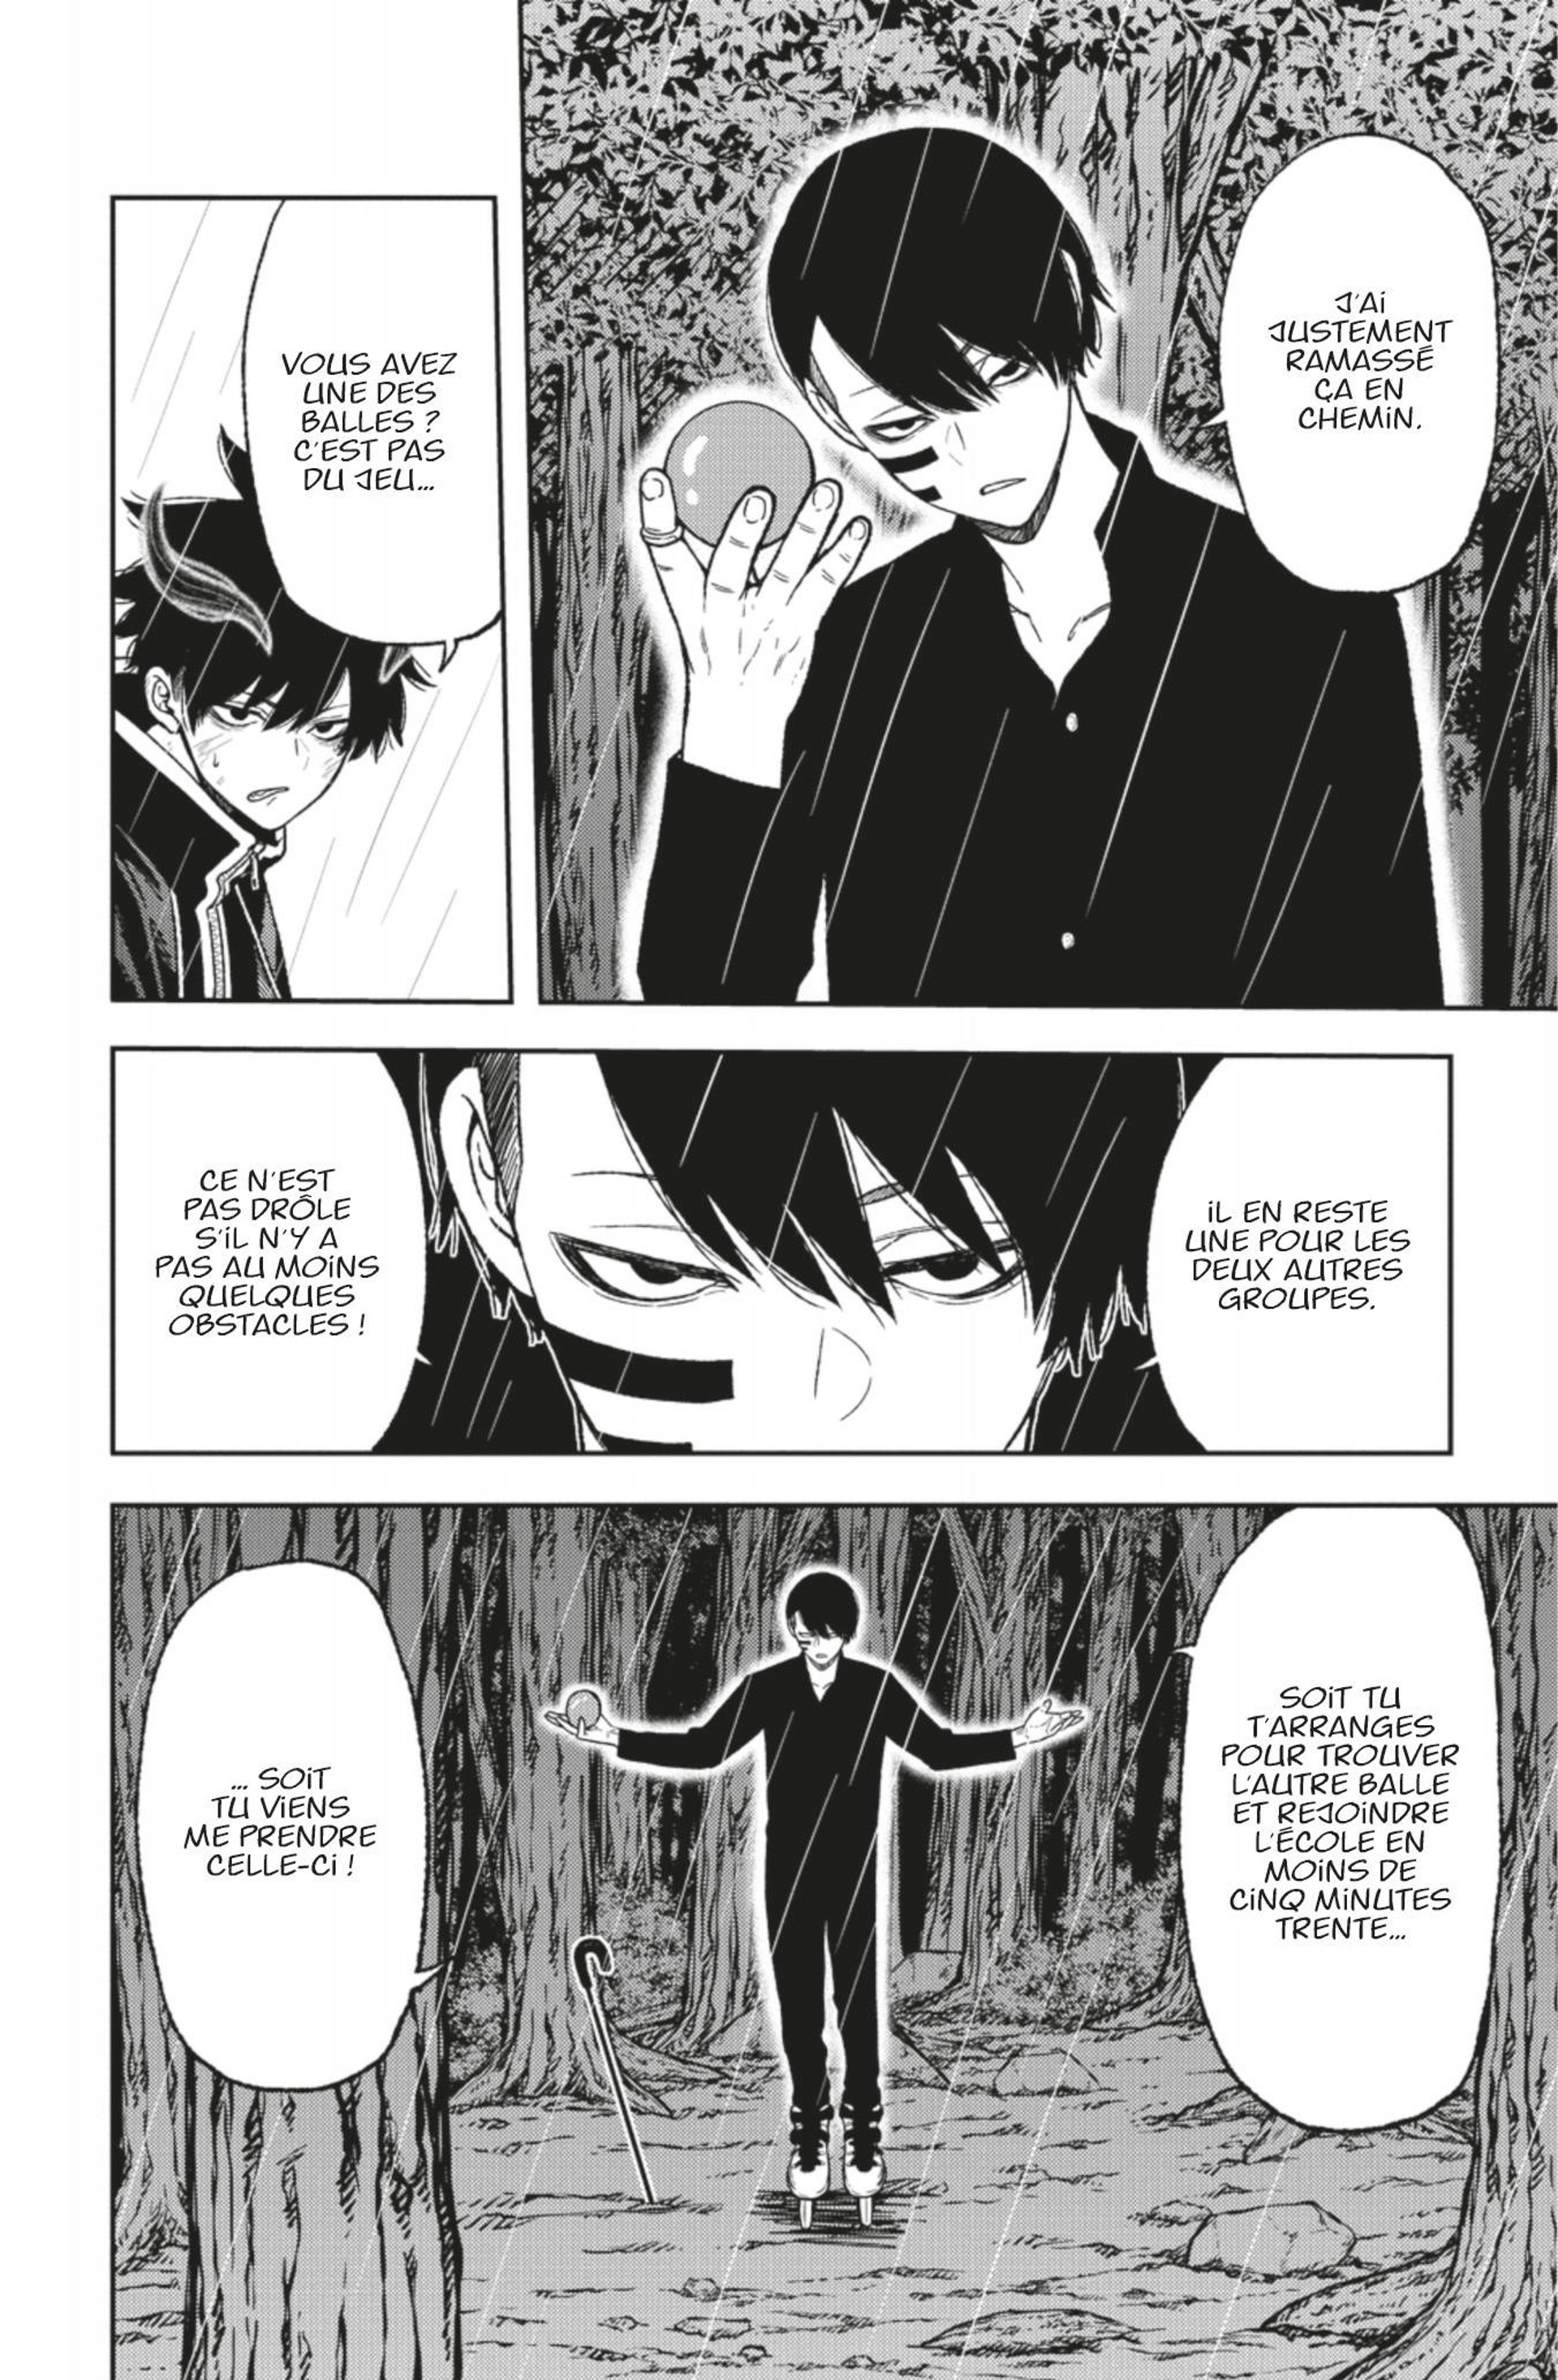 J'AI
JUSTEMENT
RAMASSÉ
ÇA EN
CHEMIN.
VOUS AVEZ
UNE DES
BALLES ?
C'EST PAS
DU JEU...
IL EN RESTE
UNE POUR LES
DEUX AUTRES
GROUPES.
CE N'EST
PAS DRÔLE
S'IL N'Y A
PAS AU MOINS
QUELQUES
OBSTACLES !
SOIT TU
T'ARRANGES
POUR TROUVER
L'AUTRE BALLE
ET REJOINDRE
L'ÉCOLE EN
MOINS DE
CINQ MINUTES
TRENTE...
... SOIT
TU VIENS
ME PRENDRE
CELLE-CI !